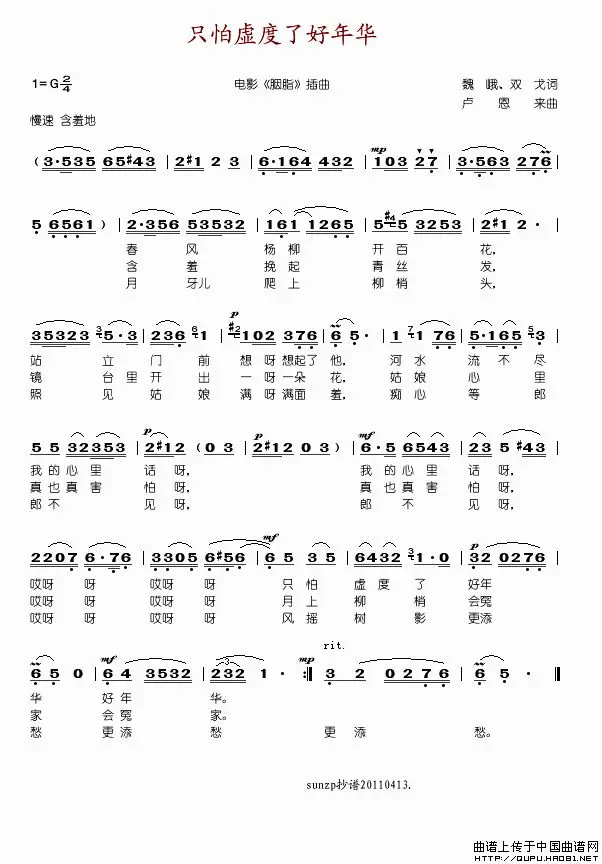 只怕虚度了好年华
1=G 2/4 电影《胭脂》插曲 魏 峨、双 戈词
慢速 含羞地 卢 恩 来曲
(3·535 65#43 | 2#1 2 3 | 6·164 432 | mp 103 27 | 3·563 276 |
5 6561) | 2·356 53532 | 161 1265 | 5#45 3253 | 2#1 2· |
春 风 杨柳 开百 花,
含 羞 挽起 青丝 发,
月 牙儿 爬上 柳梢 头,
p
35323 35·3 | 236 61 | #2102 376 | 6 5· | 1 176 | 5·165 53· |
站 立 门 前 想 呀 想起了 他, 河水 流不尽
镜 台里 开 出 一 呀 一朵 花, 姑娘 心 里
照 见 姑 娘 满 呀 满面 羞, 痴心 等 郎
p p mf
5 5 32353 | 2#12 (0 3 | 2#12 0 3) | 6·5 6543 | 23 5 #43 |
我的心里 话 呀, 我的心里 话 呀,
真也真害 怕 呀, 真也真害 怕 呀,
郎 不 见 呀, 郎 不 见 呀,
mf p
2207 6·76 | 3305 6#56 | 6 5 3 5 | 6432 31·0 | 32 0276 |
哎呀 呀 哎呀 呀 只 怕 虚 度 了 好年
哎呀 呀 哎呀 呀 月上 柳 梢 会冤
哎呀 呀 哎呀 呀 风摇 树 影 更添
rit.
mf 3 mp
6 5 0 | 6 4 3532 | 232 1· :| 3 2 0276 | 6 5· ||
华 好 年 华。
家 会 冤 家。
愁 更 添 愁 更 添 愁。
sunzp抄谱20110413.
曲谱上传于中国曲谱网
HTTP://QUPU.HAO81.NET